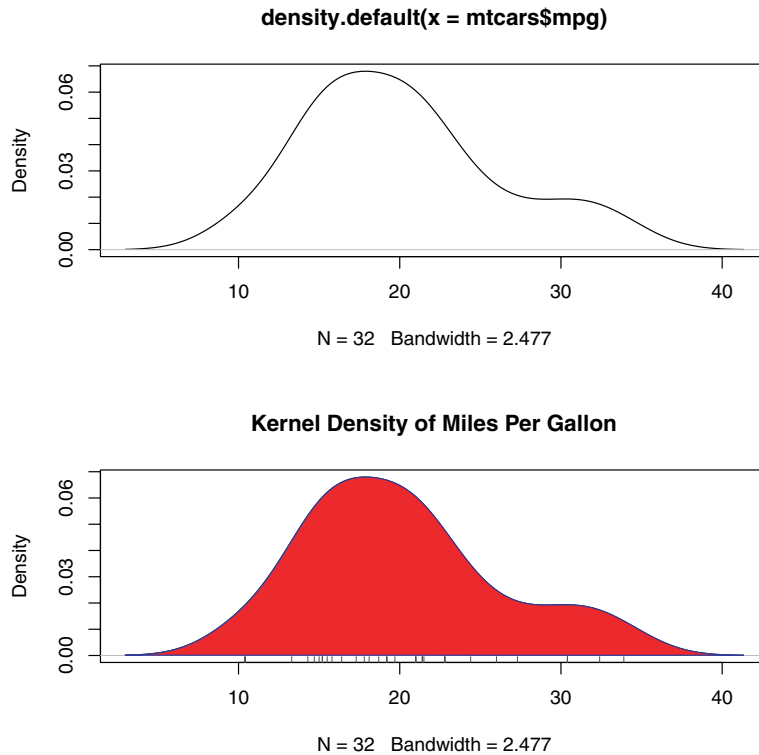 density.default(x = mtcars$mpg)
Density
0.06
0.03
0.00
10 20 30 40
N = 32 Bandwidth = 2.477
Kernel Density of Miles Per Gallon
Density
0.06
0.03
0.00
10 20 30 40
N = 32 Bandwidth = 2.477